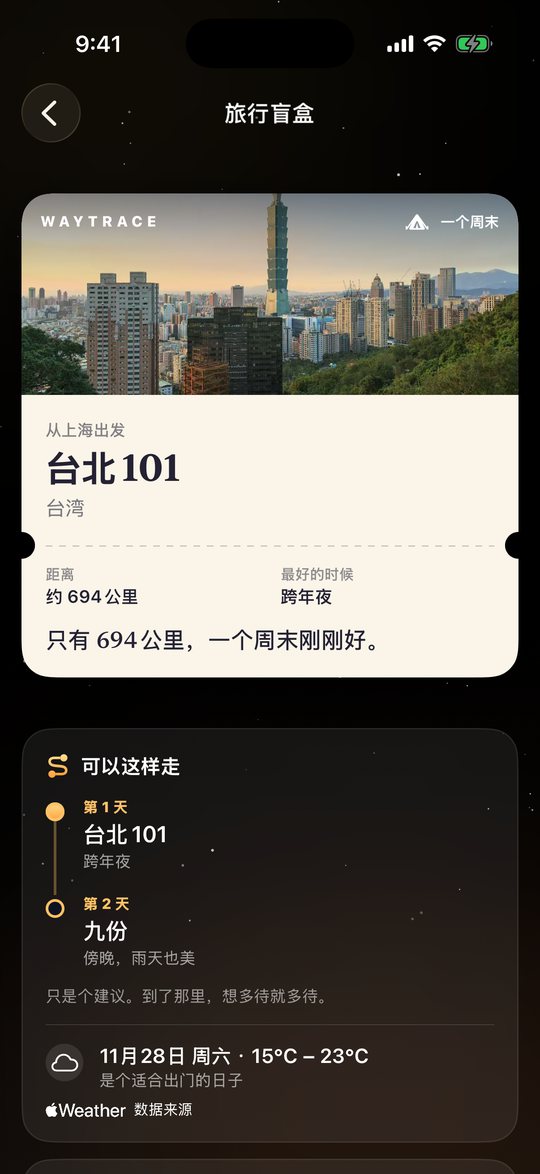 9:41
旅行盲盒
WAYTRACE
一个周末
从上海出发
台北 101
台湾
距离
最好的时候
约 694 公里
跨年夜
只有 694 公里，一个周末刚刚好。
可以这样走
第 1 天
台北 101
跨年夜
第 2 天
九份
傍晚，雨天也美
只是个建议。到了那里，想多待就多待。
11月28日 周六 · 15°C – 23°C
是个适合出门的日子
Weather 数据来源